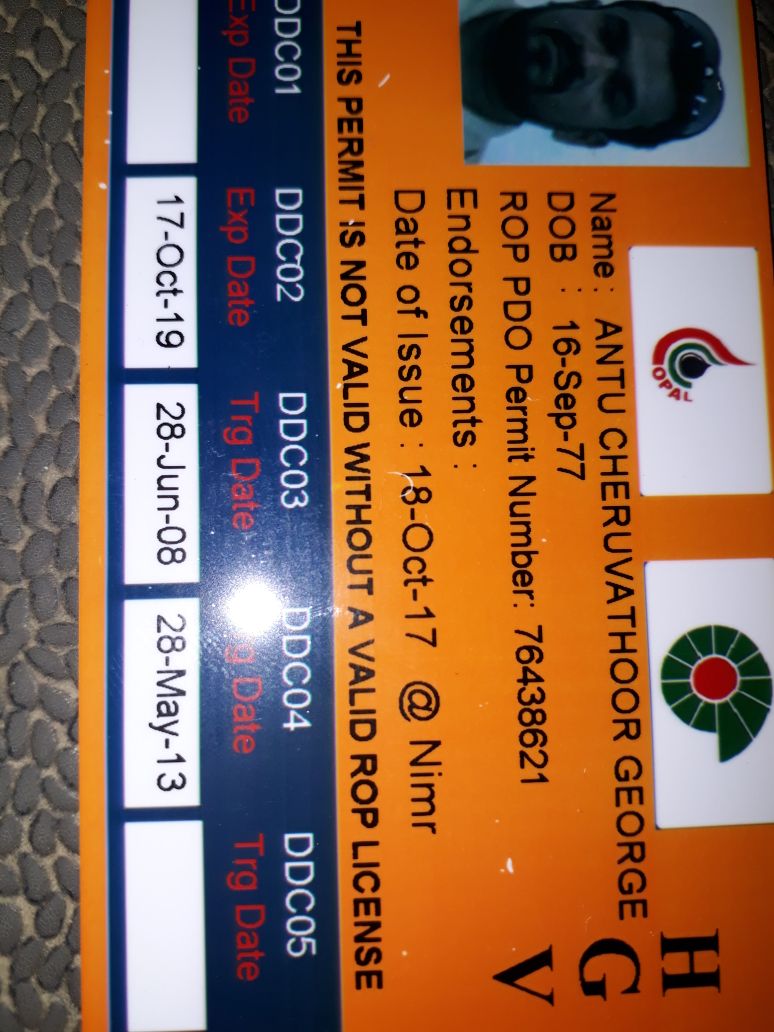 OPAL
H
G
V
Name : ANTU CHERUVATHOOR GEORGE
DOB : 16-Sep-77
ROP PDO Permit Number: 76438621
Endorsements :
Date of Issue : 18-Oct-17 @ Nimr
THIS PERMIT IS NOT VALID WITHOUT A VALID ROP LICENSE
DDC01 DDC02 DDC03 DDC04 DDC05
Exp Date Exp Date Trg Date Trg Date Trg Date
17-Oct-19 28-Jun-08 28-May-13